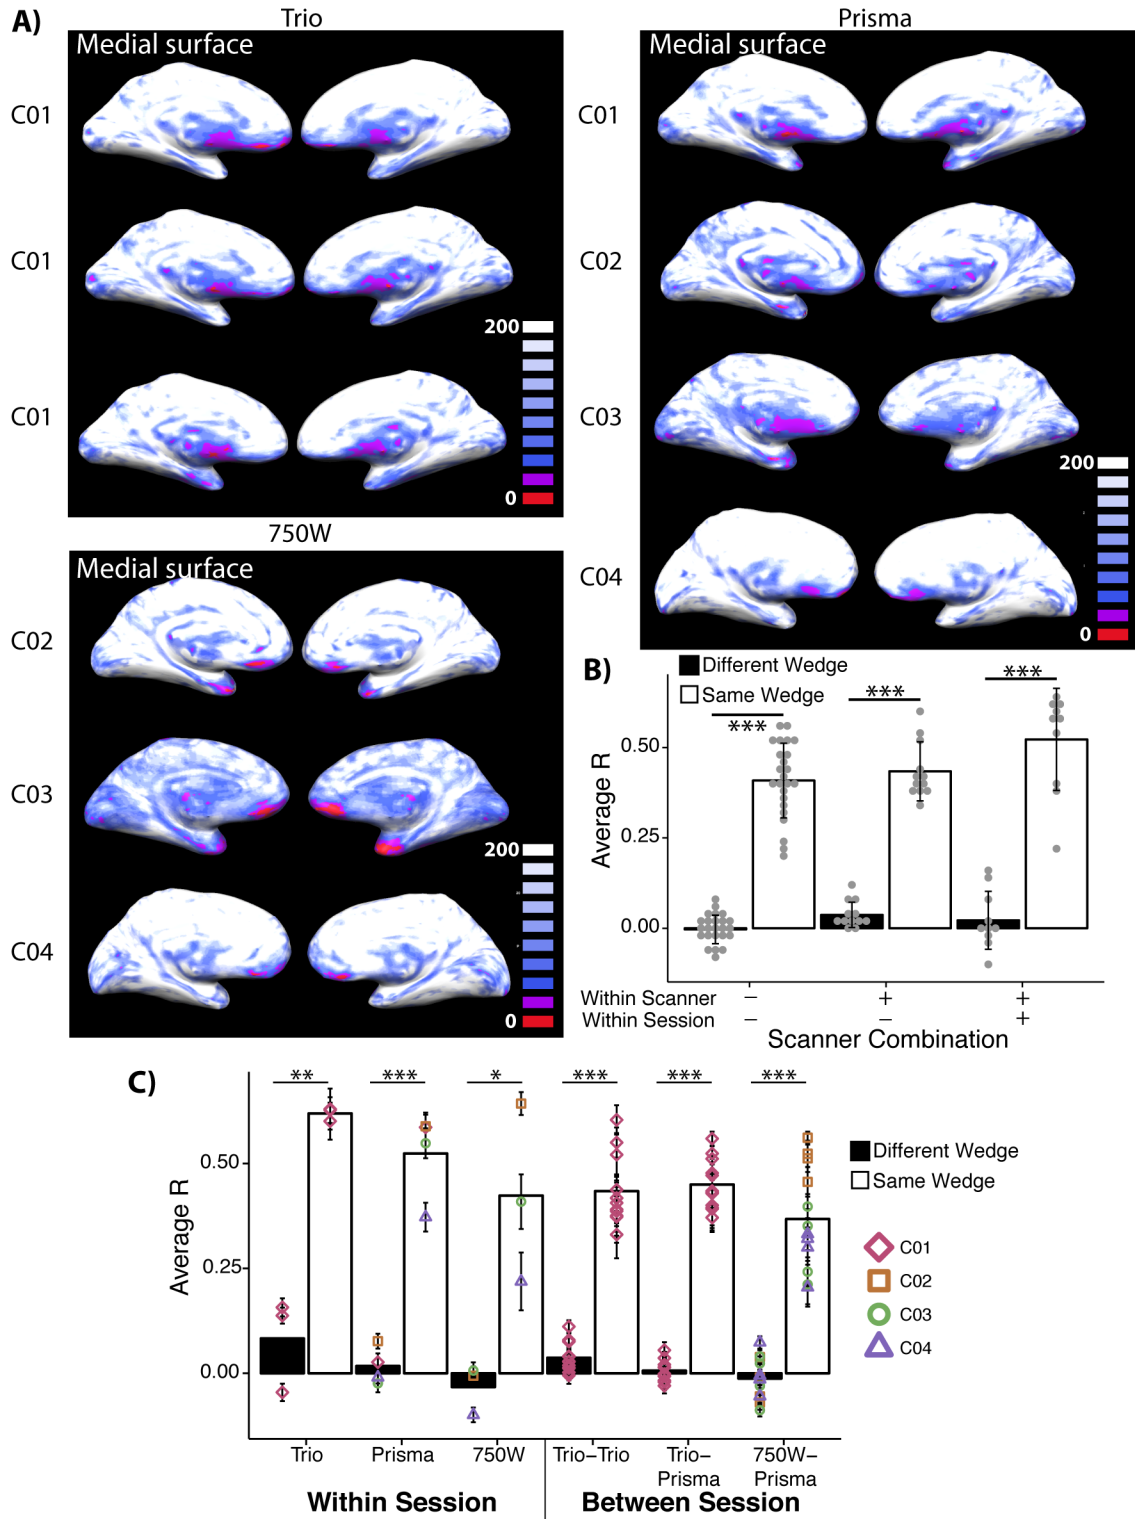 A)
Trio
Medial surface
C01
C01
C01
200
0
Prisma
Medial surface
C01
C02
C03
C04
200
0
750W
Medial surface
C02
C03
C04
200
0
B)
Different Wedge
Same Wedge
***
***
***
Average R
0.50
0.25
0.00
Within Scanner − + +
Within Session − − +
Scanner Combination
C)
** *** * *** *** ***
Average R
0.50
0.25
0.00
Different Wedge
Same Wedge
C01
C02
C03
C04
Trio Prisma 750W Trio−Trio Trio− 750W−
Prisma Prisma
Within Session Between Session